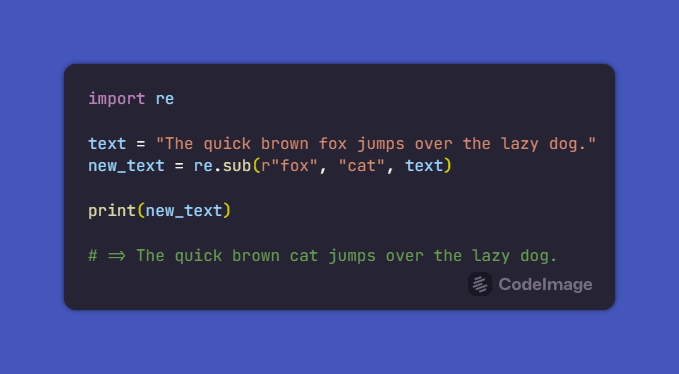 import re
text = "The quick brown fox jumps over the lazy dog."
new_text = re.sub(r"fox", "cat", text)
print(new_text)
# => The quick brown cat jumps over the lazy dog.
CodeImage